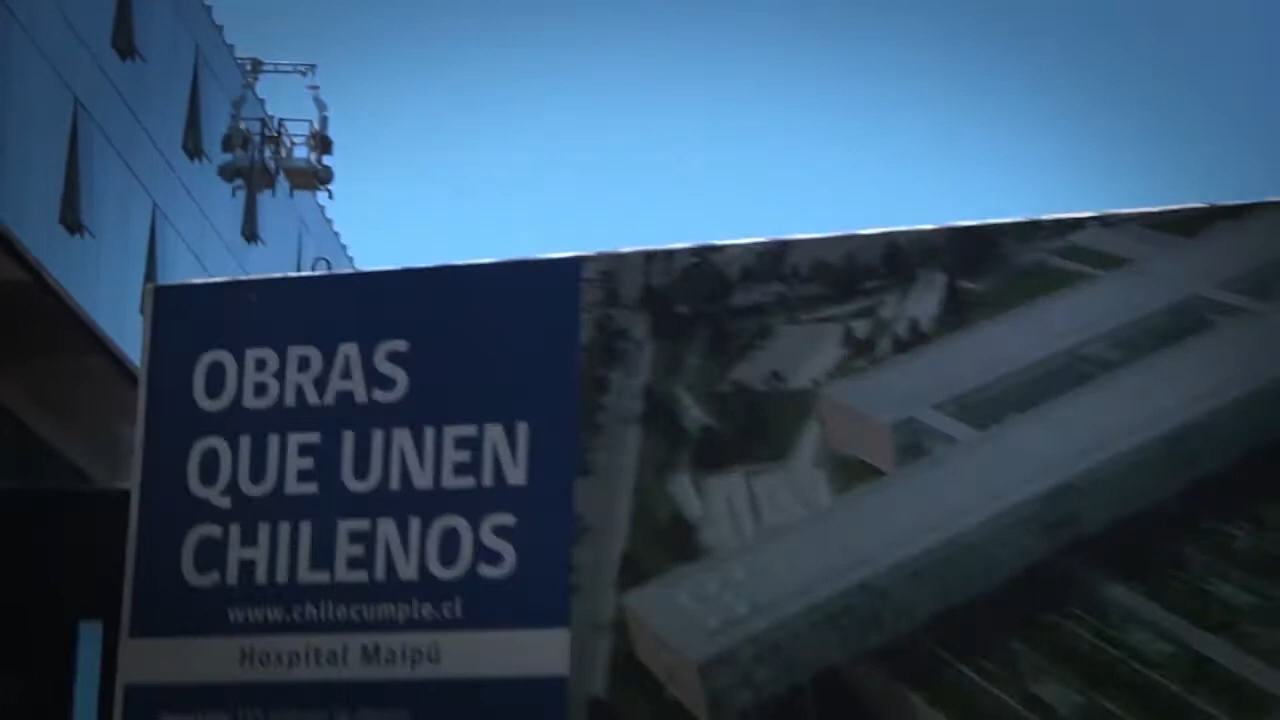 OBRAS
QUE UNEN
CHILENOS
www.chilecumple.cl
Hospital Maipú